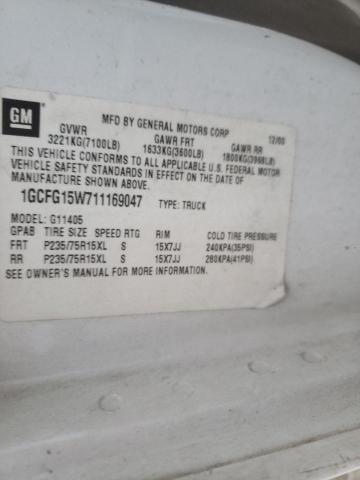 GM
MFD BY GENERAL MOTORS CORP 12/00
GVWR GAWR FRT GAWR RR
3221KG(7100LB) 1633KG(3600LB) 1800KG(3968LB)
THIS VEHICLE CONFORMS TO ALL APPLICABLE U.S. FEDERAL MOTOR
VEHICLE SAFETY STANDARDS IN EFFECT ON THE DATE OF
MANUFACTURE SHOWN ABOVE.
1GCFG15W711169047 TYPE: TRUCK
MODEL: G11405
GPAB TIRE SIZE SPEED RTG RIM COLD TIRE PRESSURE
FRT P235/75R15XL S 15X7JJ 240KPA(35PSI)
RR P235/75R15XL S 15X7JJ 280KPA(41PSI)
SEE OWNER'S MANUAL FOR MORE INFORMATION.